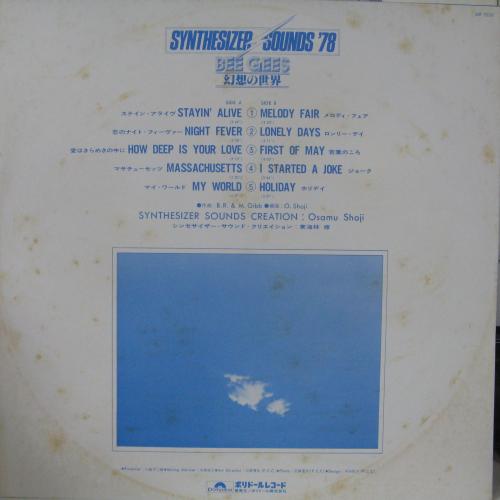 SYNTHESIZER SOUNDS '78
BEE GEES
幻想の世界
SIDE A SIDE B
ステイン・アライヴ STAYIN' ALIVE 1 MELODY FAIR メロディ・フェア
恋のナイト・フィーヴァー NIGHT FEVER 2 LONELY DAYS ロンリー・デイ
愛はきらめきの中に HOW DEEP IS YOUR LOVE 3 FIRST OF MAY 若葉のころ
マサチューセッツ MASSACHUSETTS 4 I STARTED A JOKE ジョーク
マイ・ワールド MY WORLD 5 HOLIDAY ホリデイ
●作曲：B.R. & M. Gibb ●編曲：O. Shoji
SYNTHESIZER SOUNDS CREATION : Osamu Shoji
シンセサイザー・サウンド・クリエイション：東海林 修
polydor ポリドールレコード